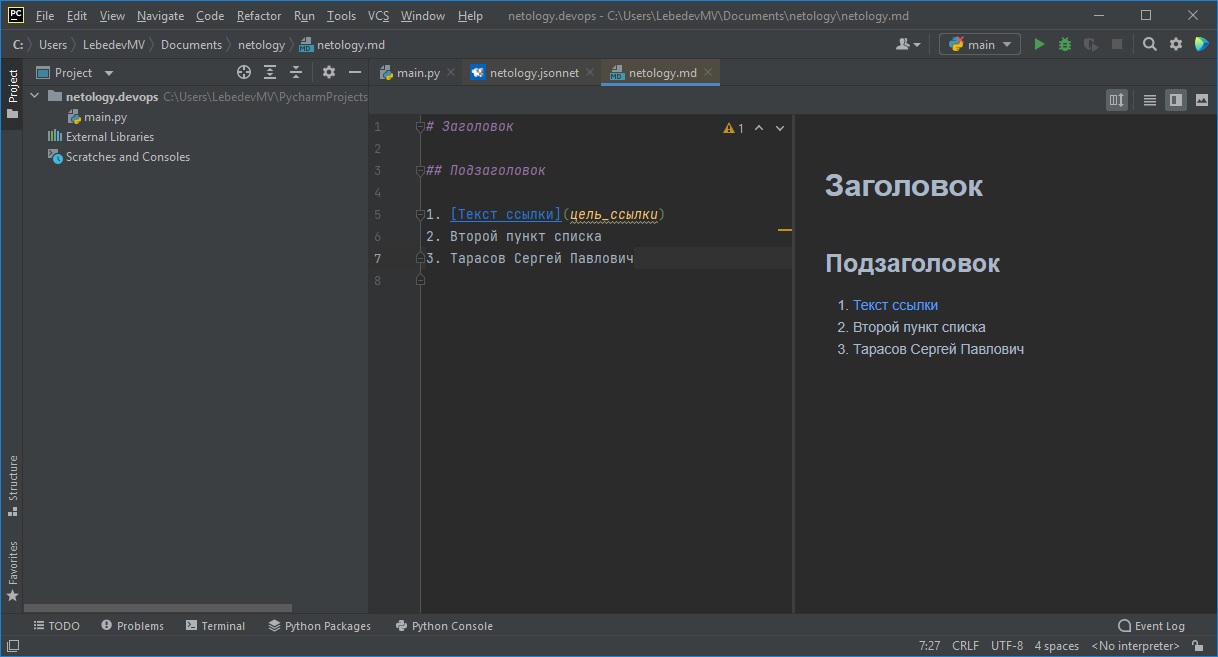 PC File Edit View Navigate Code Refactor Run Tools VCS Window Help netology.devops - C:\Users\LebedevMV\Documents\netology\netology.md
C: Users LebedevMV Documents netology netology.md main
Project main.py netology.jsonnet netology.md
Project
netology.devops C:\Users\LebedevMV\PycharmProjects
main.py
External Libraries
Scratches and Consoles
1 # Заголовок 1
2
3 ## Подзаголовок
4
5 1. [Текст ссылки](цель_ссылки)
6 2. Второй пункт списка
7 3. Тарасов Сергей Павлович
8
Заголовок
Подзаголовок
1. Текст ссылки
2. Второй пункт списка
3. Тарасов Сергей Павлович
Structure
Favorites
TODO Problems Terminal Python Packages Python Console Event Log
7:27 CRLF UTF-8 4 spaces <No interpreter>